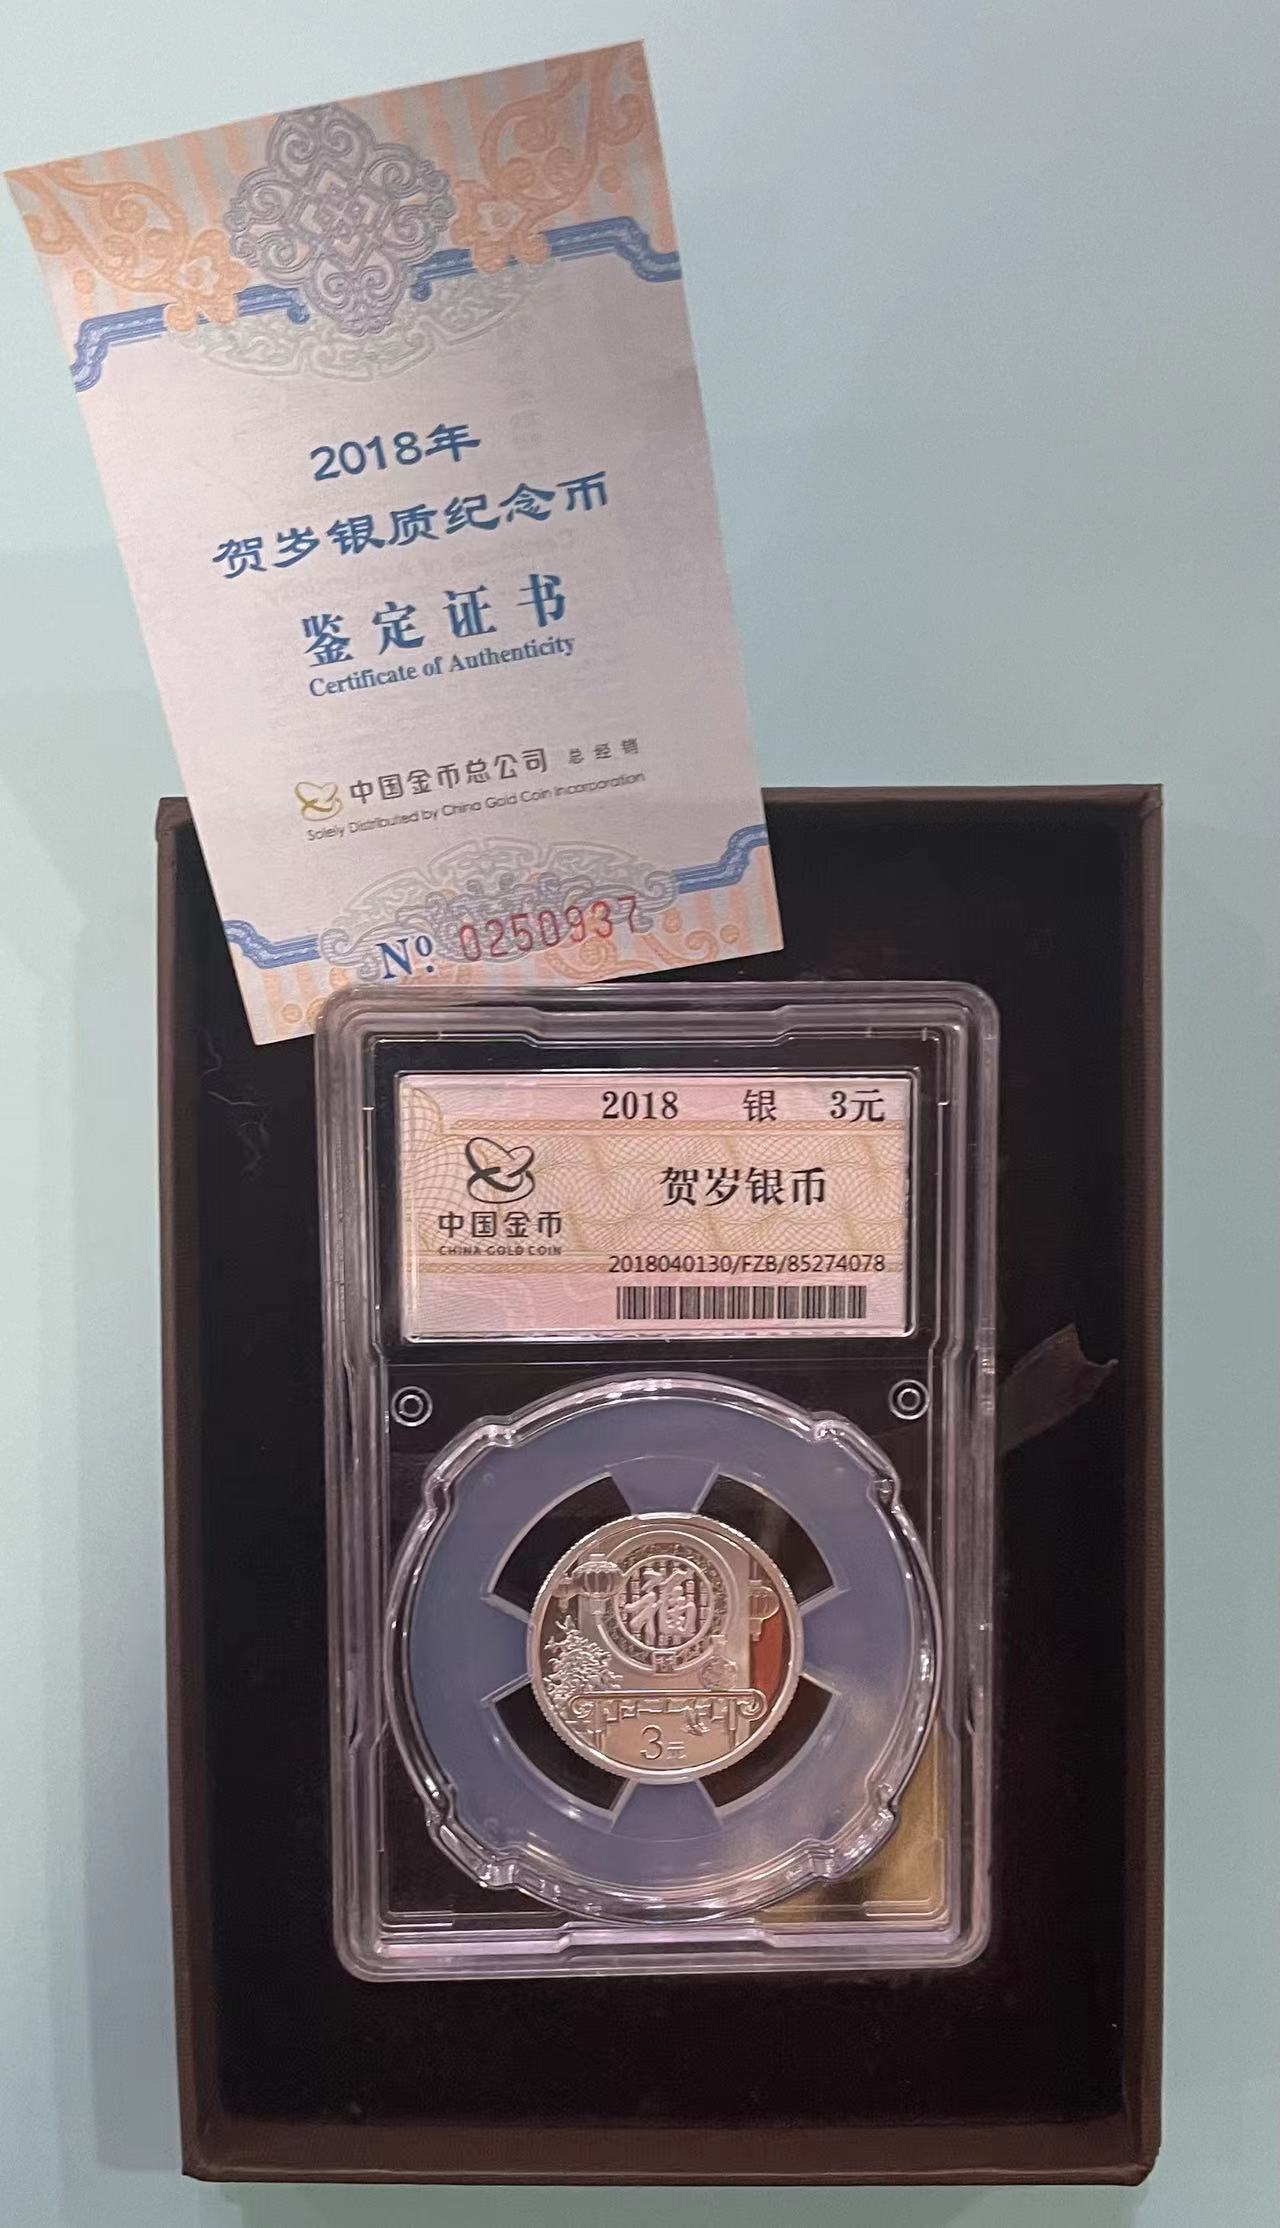 2018年
贺岁银质纪念币
鉴定证书
Certificate of Authenticity
中国金币总公司 总经销
Solely Distributed by China Gold Coin Incorporation
Nº. 0250937
2018 银 3元
贺岁银币
中国金币
CHINA GOLD COIN
2018040130/FZB/85274078
福
3元